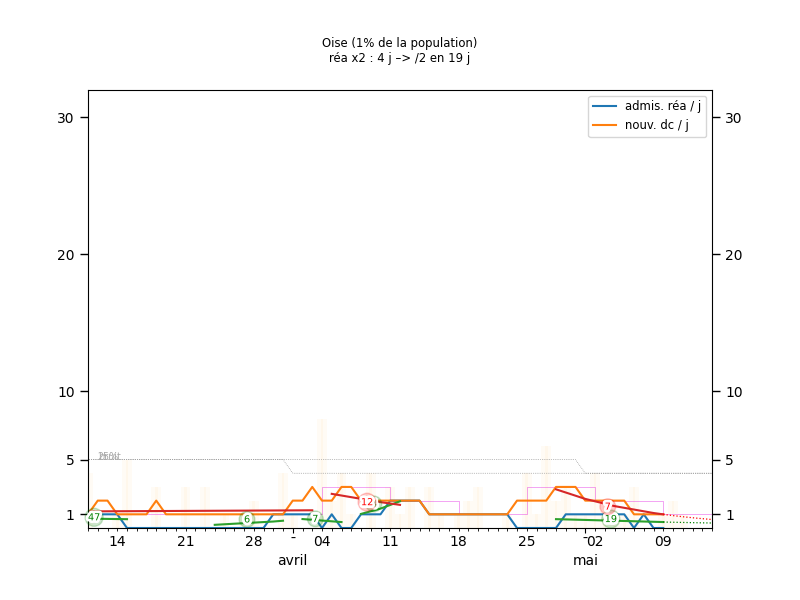 Oise (1% de la population)
réa x2 : 4 j –> /2 en 19 j
admis. réa / j
nouv. dc / j
30 30
20 20
10 10
5 5
1 1
47 6 7 12 7 19
14 21 28 - 04 11 18 25 - 02 09
avril mai